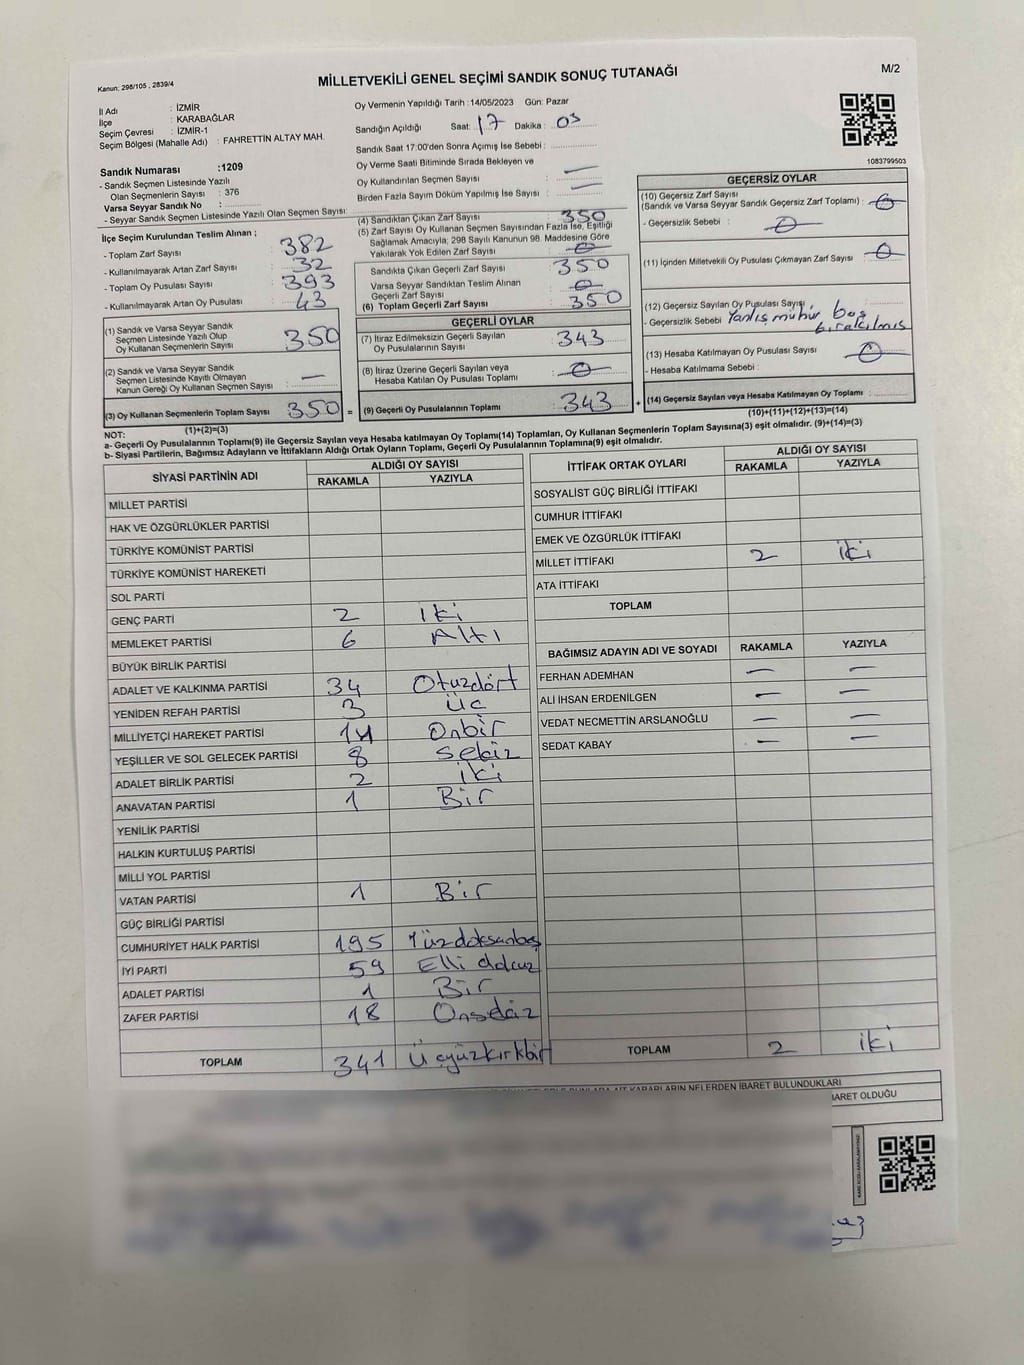 Kanun: 298/105 , 2839/4
MİLLETVEKİLİ GENEL SEÇİMİ SANDIK SONUÇ TUTANAĞI
M/2
İl Adı : İZMİR
İlçe : KARABAĞLAR
Seçim Çevresi : İZMİR-1
Seçim Bölgesi (Mahalle Adı) : FAHRETTİN ALTAY MAH.
Sandık Numarası :1209
- Sandık Seçmen Listesinde Yazılı
Olan Seçmenlerin Sayısı : 376
Varsa Seyyar Sandık No :
- Seyyar Sandık Seçmen Listesinde Yazılı Olan Seçmen Sayısı:
Oy Vermenin Yapıldığı Tarih :14/05/2023 Gün: Pazar
Sandığın Açıldığı Saat: 17 Dakika : 03
Sandık Saat 17:00'den Sonra Açımış İse Sebebi :
Oy Verme Saati Bitiminde Sırada Bekleyen ve
Oy Kullandırılan Seçmen Sayısı : —
Birden Fazla Sayım Döküm Yapılmış İse Sayısı : —
1083799503
İlçe Seçim Kurulundan Teslim Alınan ;
- Toplam Zarf Sayısı : 382
- Kullanılmayarak Artan Zarf Sayısı : 32
- Toplam Oy Pusulası Sayısı : 393
- Kullanılmayarak Artan Oy Pusulası : 43
(1) Sandık ve Varsa Seyyar Sandık
Seçmen Listesinde Yazılı Olup
Oy Kullanan Seçmenlerin Sayısı : 350
(2) Sandık ve Varsa Seyyar Sandık
Seçmen Listesinde Kayıtlı Olmayan
Kanun Gereği Oy Kullanan Seçmen Sayısı : —
(3) Oy Kullanan Seçmenlerin Toplam Sayısı : 350 =
(1)+(2)=(3)
(4) Sandıktan Çıkan Zarf Sayısı : 350
(5) Zarf Sayısı Oy Kullanan Seçmen Sayısından Fazla İse, Eşitliği
Sağlamak Amacıyla, 298 Sayılı Kanunun 98. Maddesine Göre
Yakılarak Yok Edilen Zarf Sayısı : 0
Sandıkta Çıkan Geçerli Zarf Sayısı : 350
Varsa Seyyar Sandıktan Teslim Alınan
Geçerli Zarf Sayısı : 0
(6) Toplam Geçerli Zarf Sayısı : 350
GEÇERLİ OYLAR
(7) İtiraz Edilmeksizin Geçerli Sayılan
Oy Pusulalarının Sayısı : 343
(8) İtiraz Üzerine Geçerli Sayılan veya
Hesaba Katılan Oy Pusulası Toplamı : 0
(9) Geçerli Oy Pusulalarının Toplamı : 343 +
GEÇERSİZ OYLAR
(10) Geçersiz Zarf Sayısı
(Sandık ve Varsa Seyyar Sandık Geçersiz Zarf Toplamı) : 0
- Geçersizlik Sebebi : 0
(11) İçinden Milletvekili Oy Pusulası Çıkmayan Zarf Sayısı : 0
(12) Geçersiz Sayılan Oy Pusulası Sayısı :
- Geçersizlik Sebebi Yanlış mühür boş
bırakılmış
(13) Hesaba Katılmayan Oy Pusulası Sayısı : 0
- Hesaba Katılmama Sebebi :
(14) Geçersiz Sayılan veya Hesaba Katılmayan Oy Toplamı :
(10)+(11)+(12)+(13)=(14)
NOT:
a- Geçerli Oy Pusulalarının Toplamı(9) ile Geçersiz Sayılan veya Hesaba katılmayan Oy Toplamı(14) Toplamları, Oy Kullanan Seçmenlerin Toplam Sayısına(3) eşit olmalıdır. (9)+(14)=(3)
b- Siyasi Partilerin, Bağımsız Adayların ve İttifakların Aldığı Ortak Oyların Toplamı, Geçerli Oy Pusulalarının Toplamına(9) eşit olmalıdır.
SİYASİ PARTİNİN ADI ALDIĞI OY SAYISI
RAKAMLA YAZIYLA
MİLLET PARTİSİ
HAK VE ÖZGÜRLÜKLER PARTİSİ
TÜRKİYE KOMÜNİST PARTİSİ
TÜRKİYE KOMÜNİST HAREKETİ
SOL PARTİ
GENÇ PARTİ 2 İki
MEMLEKET PARTİSİ 6 Altı
BÜYÜK BİRLİK PARTİSİ
ADALET VE KALKINMA PARTİSİ 34 Otuzdört
YENİDEN REFAH PARTİSİ 3 Üç
MİLLİYETÇİ HAREKET PARTİSİ 11 Onbir
YEŞİLLER VE SOL GELECEK PARTİSİ 8 Sekiz
ADALET BİRLİK PARTİSİ 2 İki
ANAVATAN PARTİSİ 1 Bir
YENİLİK PARTİSİ
HALKIN KURTULUŞ PARTİSİ
MİLLİ YOL PARTİSİ
VATAN PARTİSİ 1 Bir
GÜÇ BİRLİĞİ PARTİSİ
CUMHURİYET HALK PARTİSİ 195 Yüzdoksanbeş
İYİ PARTİ 59 Elli dokuz
ADALET PARTİSİ 1 Bir
ZAFER PARTİSİ 18 Onsekiz
TOPLAM 341 Üçyüzkırkbir
İTTİFAK ORTAK OYLARI ALDIĞI OY SAYISI
RAKAMLA YAZIYLA
SOSYALİST GÜÇ BİRLİĞİ İTTİFAKI
CUMHUR İTTİFAKI
EMEK VE ÖZGÜRLÜK İTTİFAKI
MİLLET İTTİFAKI 2 İki
ATA İTTİFAKI
TOPLAM
BAĞIMSIZ ADAYIN ADI VE SOYADI RAKAMLA YAZIYLA
FERHAN ADEMHAN — —
ALİ İHSAN ERDENİLGEN — —
VEDAT NECMETTİN ARSLANOĞLU — —
SEDAT KABAY — —
TOPLAM 2 İki
KARARLARIN NELERDEN İBARET BULUNDUKLARI
İBARET OLDUĞU